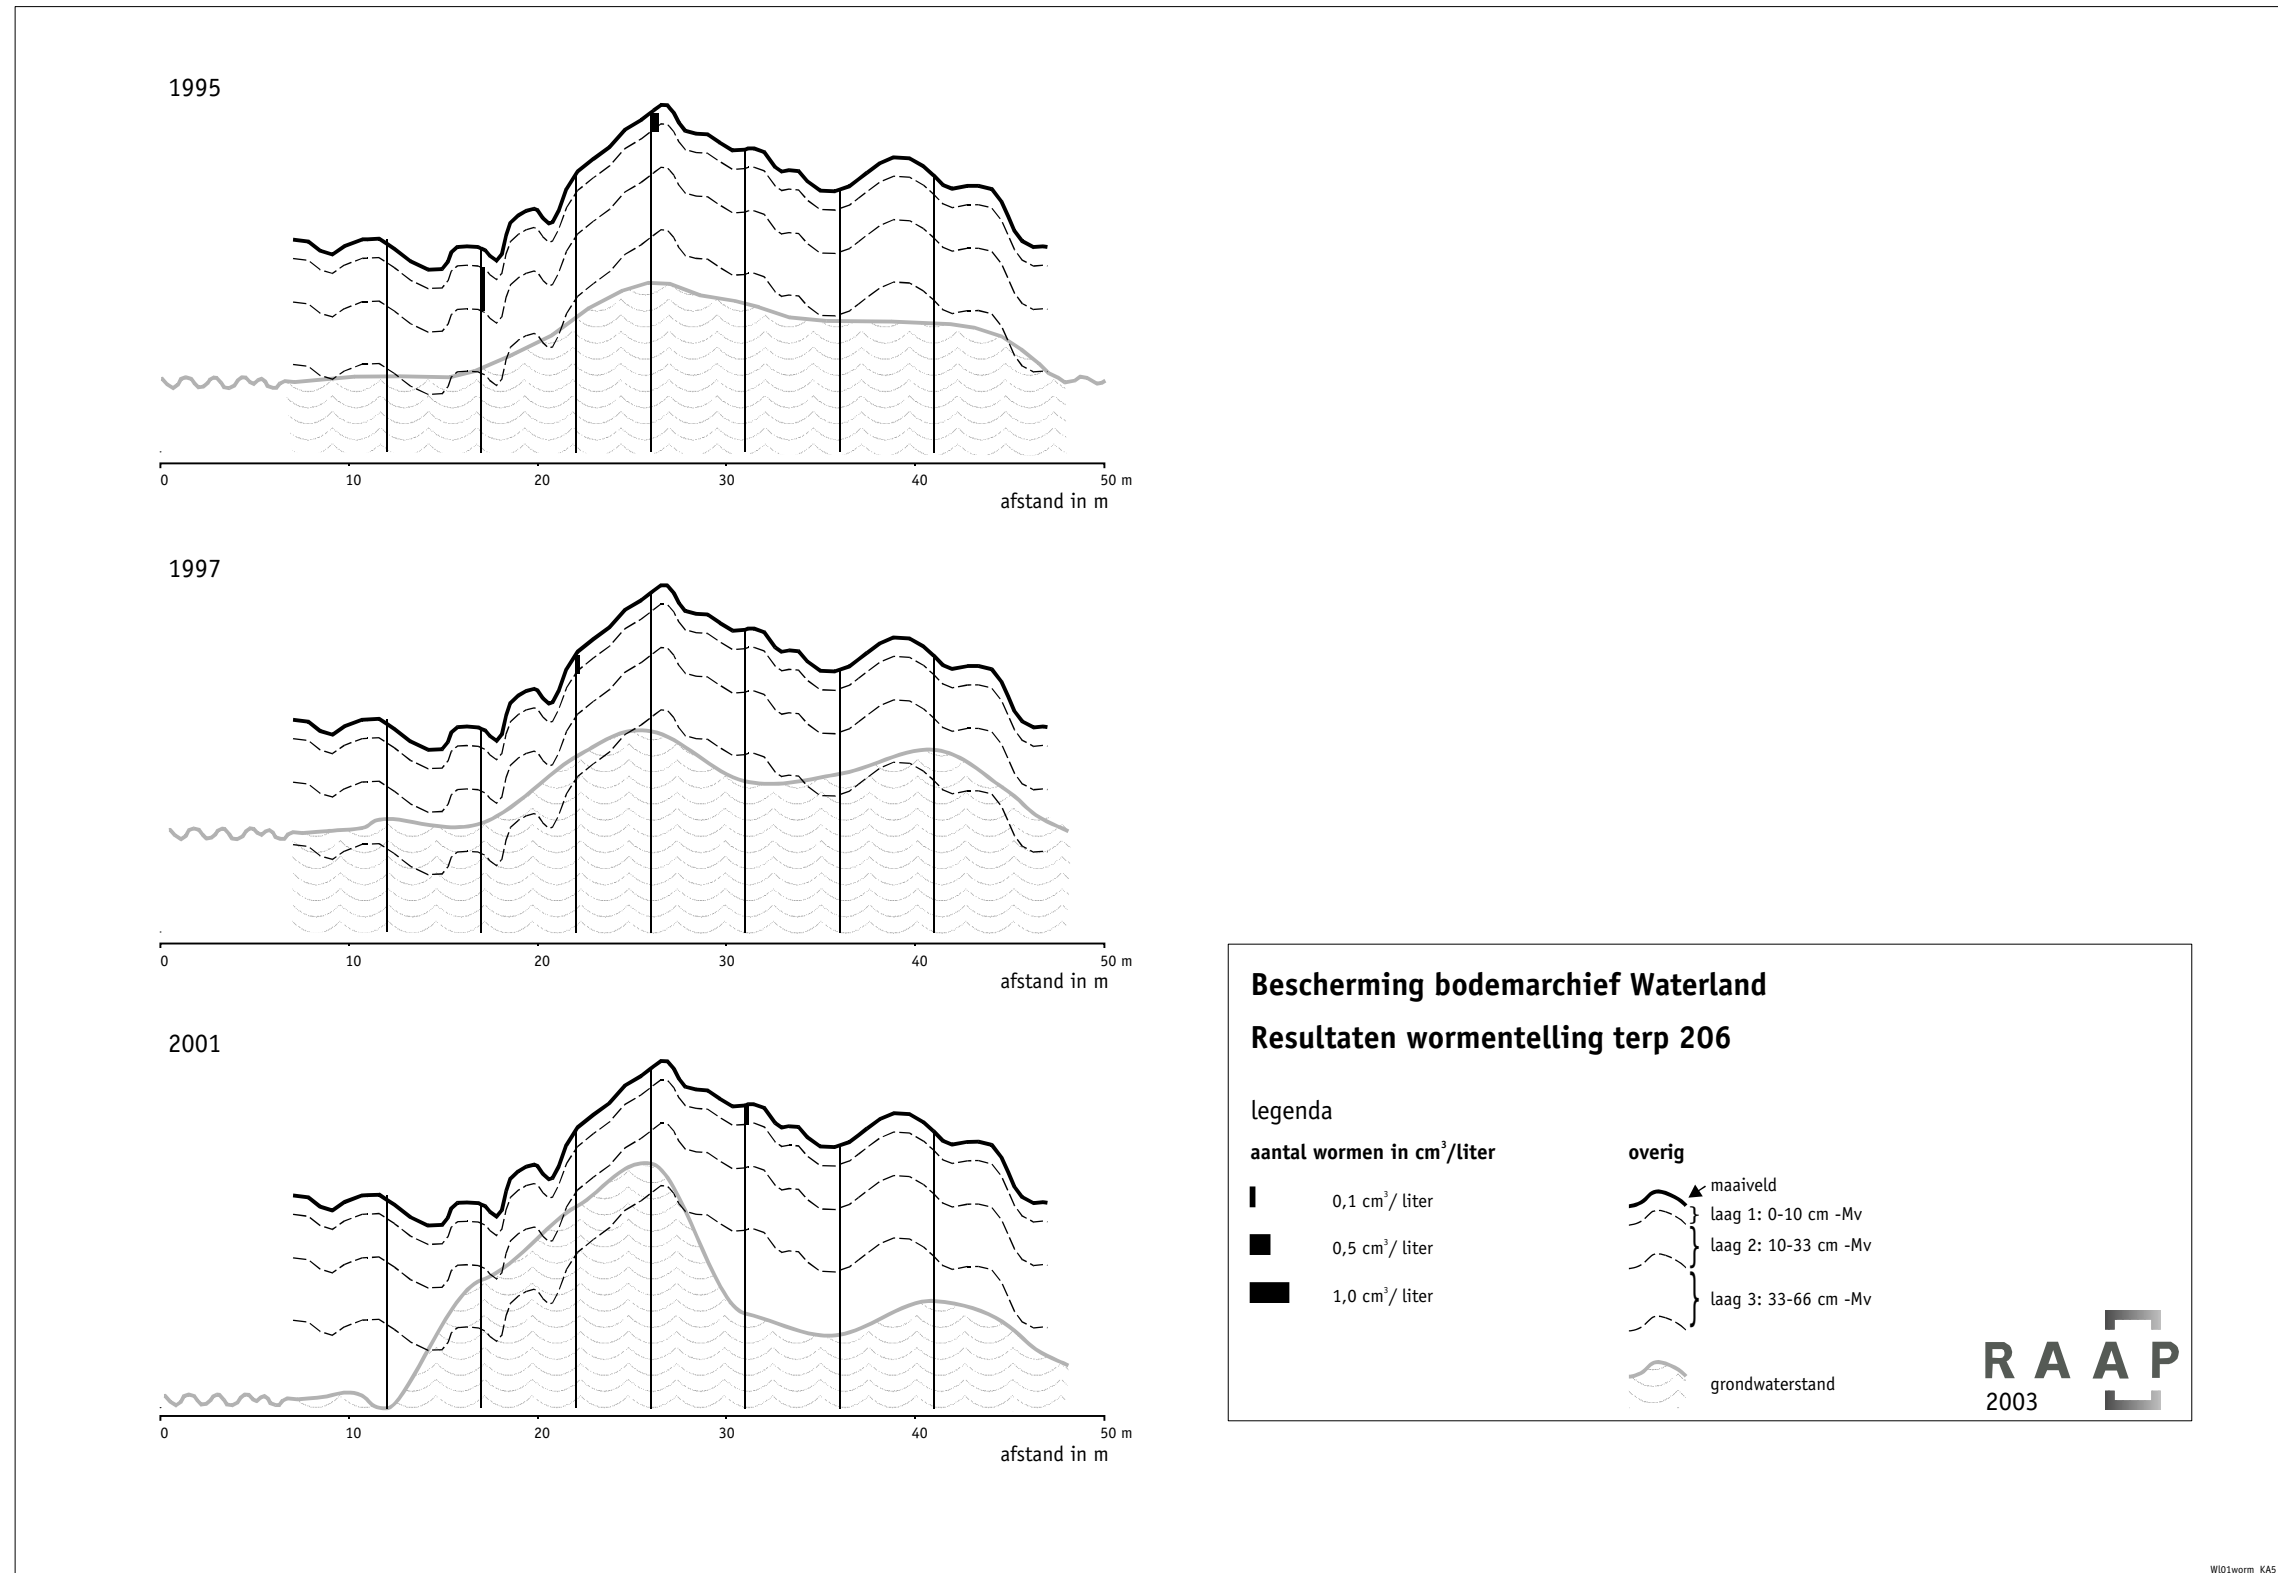 1995
0 10 20 30 40 50 m
afstand in m
1997
0 10 20 30 40 50 m
afstand in m
2001
0 10 20 30 40 50 m
afstand in m
Bescherming bodemarchief Waterland
Resultaten wormentelling terp 206
legenda
aantal wormen in cm³/liter
0,1 cm³/ liter
0,5 cm³/ liter
1,0 cm³/ liter
overig
maaiveld
laag 1: 0-10 cm -Mv
laag 2: 10-33 cm -Mv
laag 3: 33-66 cm -Mv
grondwaterstand
RAAP
2003
Wl01worm_KA5